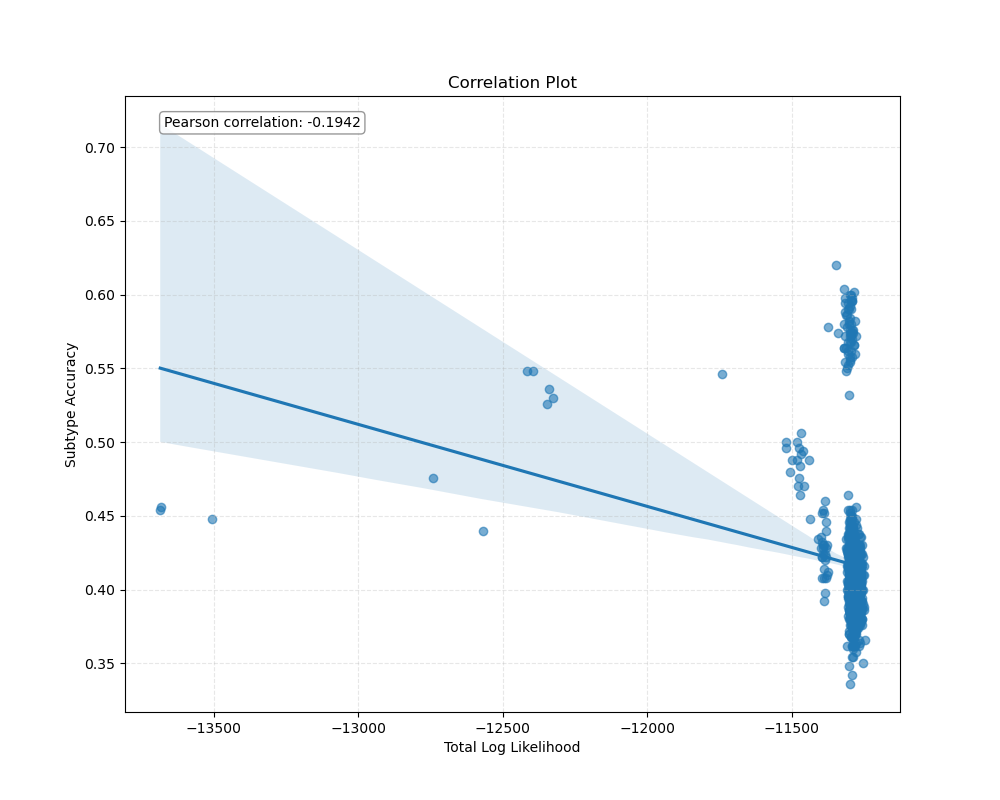 Correlation Plot
Pearson correlation: -0.1942
0.70
0.65
0.60
0.55
0.50
0.45
0.40
0.35
Subtype Accuracy
−13500 −13000 −12500 −12000 −11500
Total Log Likelihood